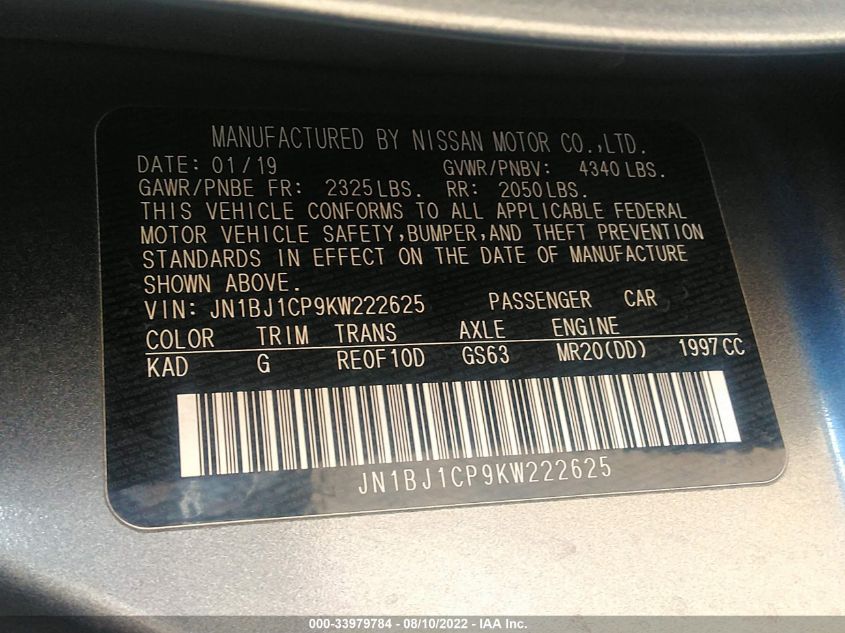 MANUFACTURED BY NISSAN MOTOR CO.,LTD.
DATE: 01/19 GVWR/PNBV: 4340 LBS.
GAWR/PNBE FR: 2325 LBS. RR: 2050 LBS.
THIS VEHICLE CONFORMS TO ALL APPLICABLE FEDERAL
MOTOR VEHICLE SAFETY,BUMPER,AND THEFT PREVENTION
STANDARDS IN EFFECT ON THE DATE OF MANUFACTURE
SHOWN ABOVE.
VIN: JN1BJ1CP9KW222625 PASSENGER CAR
COLOR TRIM TRANS AXLE ENGINE
KAD G RE0F10D GS63 MR20(DD) 1997 CC
JN1BJ1CP9KW222625
000-33979784 - 08/10/2022 - IAA Inc.